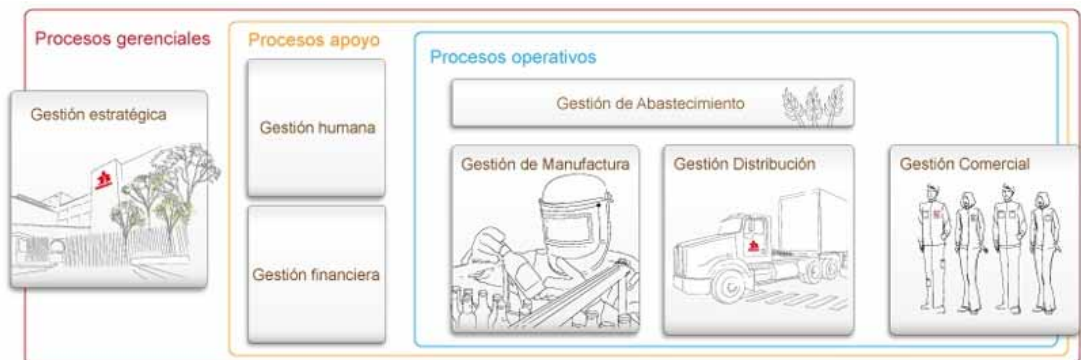 Procesos gerenciales
Procesos apoyo
Procesos operativos
Gestión estratégica
Gestión humana
Gestión financiera
Gestión de Abastecimiento
Gestión de Manufactura
Gestión Distribución
Gestión Comercial